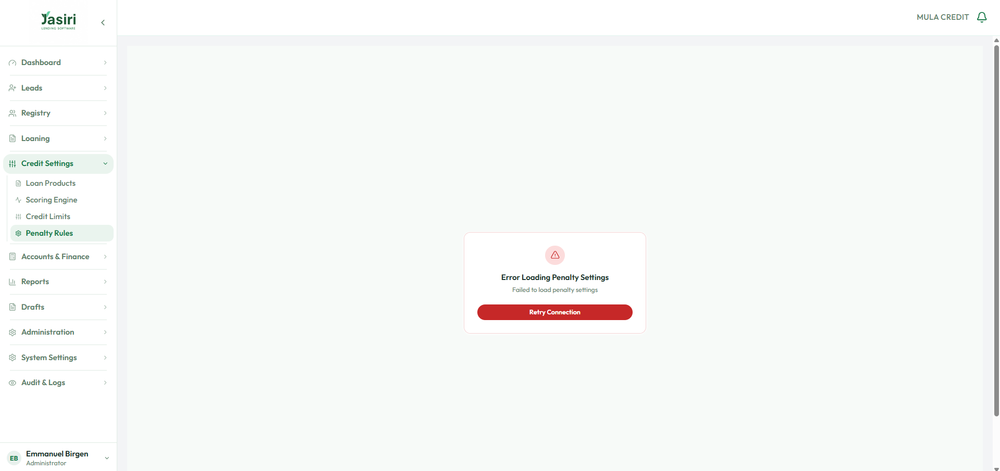 Jasiri
LENDING SOFTWARE
MULA CREDIT
Dashboard
Leads
Registry
Loaning
Credit Settings
Loan Products
Scoring Engine
Credit Limits
Penalty Rules
Accounts & Finance
Reports
Drafts
Administration
System Settings
Audit & Logs
Error Loading Penalty Settings
Failed to load penalty settings
Retry Connection
EB
Emmanuel Birgen
Administrator